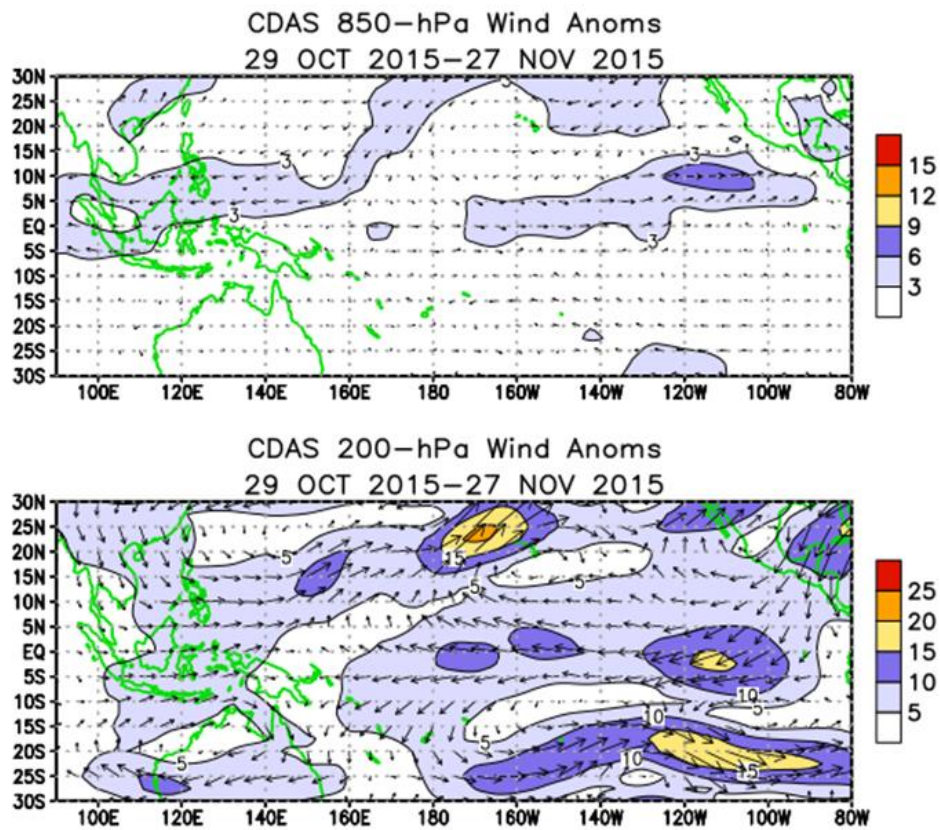 CDAS 850-hPa Wind Anoms
29 OCT 2015-27 NOV 2015
30N
25N
20N
15N
10N
5N
EQ
5S
10S
15S
20S
25S
30S
3
3
3
3
3
100E 120E 140E 160E 180 160W 140W 120W 100W 80W
15
12
9
6
3
CDAS 200-hPa Wind Anoms
29 OCT 2015-27 NOV 2015
30N
25N
20N
15N
10N
5N
EQ
5S
10S
15S
20S
25S
30S
5
15
5
5
10
5
10
5
10
5
15
100E 120E 140E 160E 180 160W 140W 120W 100W 80W
25
20
15
10
5